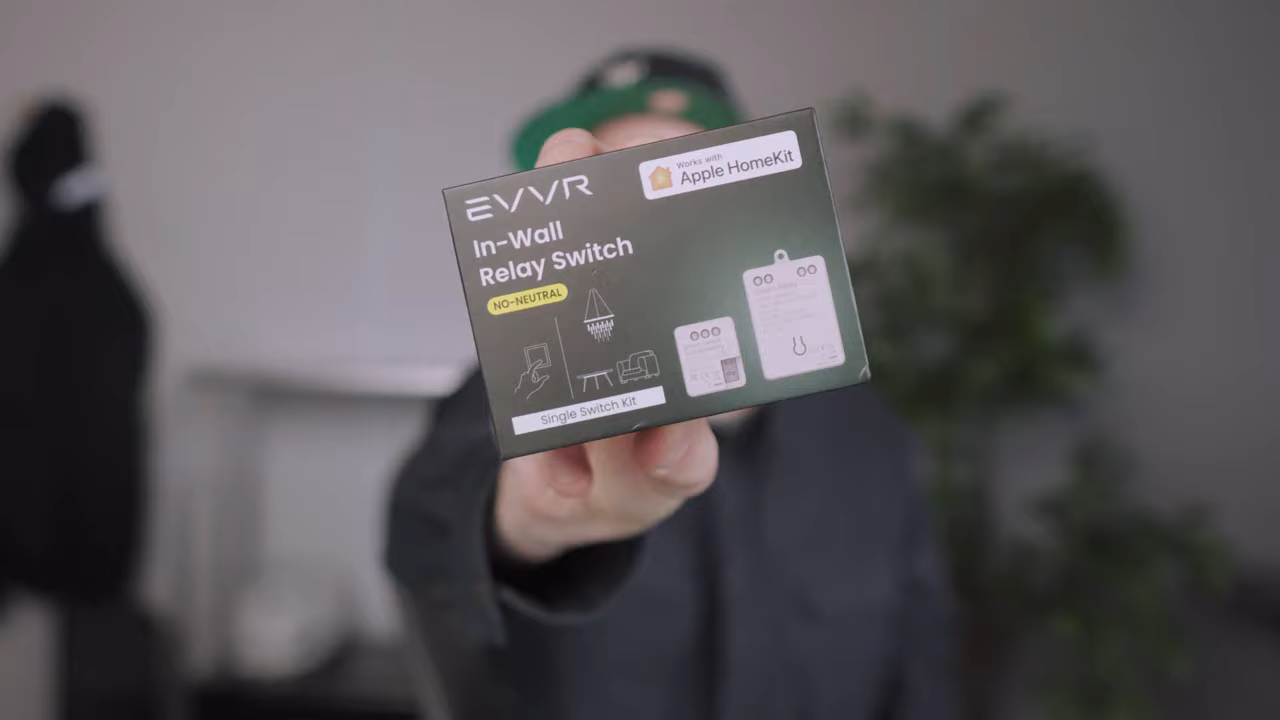 EVVR
Works with
Apple HomeKit
In-Wall
Relay Switch
NO-NEUTRAL
Single Switch Kit